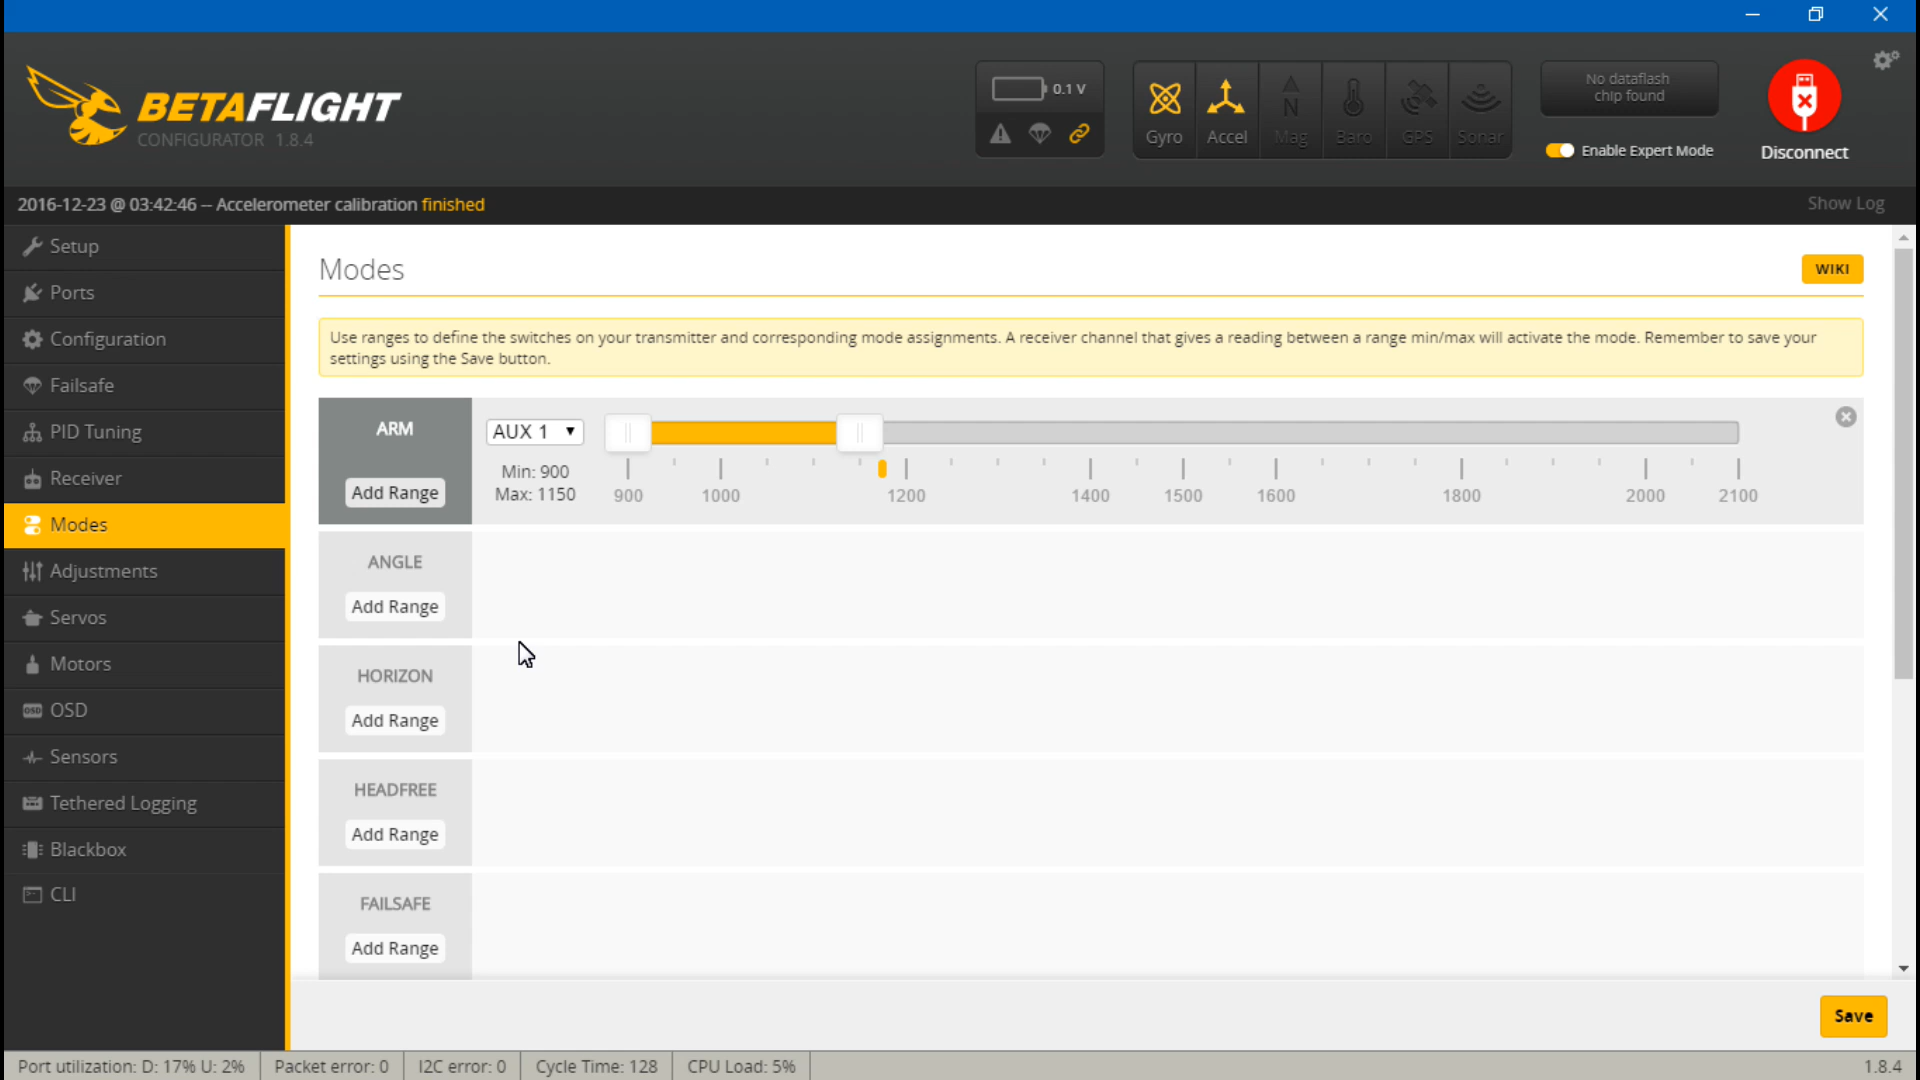 BETAFLIGHT
CONFIGURATOR 1.8.4
0.1 V
Gyro
Accel
Mag
Baro
GPS
Sonar
No dataflash
chip found
Enable Expert Mode
Disconnect
2016-12-23 @ 03:42:46 -- Accelerometer calibration finished
Show Log
Setup
Ports
Configuration
Failsafe
PID Tuning
Receiver
Modes
Adjustments
Servos
Motors
OSD
OSD
Sensors
Tethered Logging
Blackbox
CLI
Modes
WIKI
Use ranges to define the switches on your transmitter and corresponding mode assignments. A receiver channel that gives a reading between a range min/max will activate the mode. Remember to save your
settings using the Save button.
ARM
Add Range
AUX 1
Min: 900
Max: 1150
900 1000 1200 1400 1500 1600 1800 2000 2100
ANGLE
Add Range
HORIZON
Add Range
HEADFREE
Add Range
FAILSAFE
Add Range
Save
Port utilization: D: 17% U: 2%
Packet error: 0
I2C error: 0
Cycle Time: 128
CPU Load: 5%
1.8.4